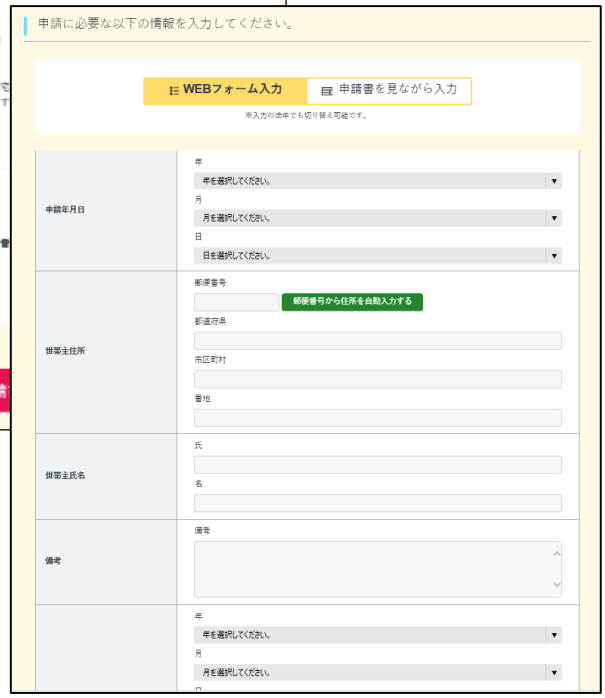 申請に必要な以下の情報を入力してください。
WEBフォーム入力
申請書を見ながら入力
※入力の途中でも切り替え可能です。
申請年月日
年
年を選択してください。
月
月を選択してください。
日
日を選択してください。
世帯主住所
郵便番号
郵便番号から住所を自動入力する
都道府県
市区町村
番地
世帯主氏名
氏
名
備考
備考
年
年を選択してください。
月
月を選択してください。